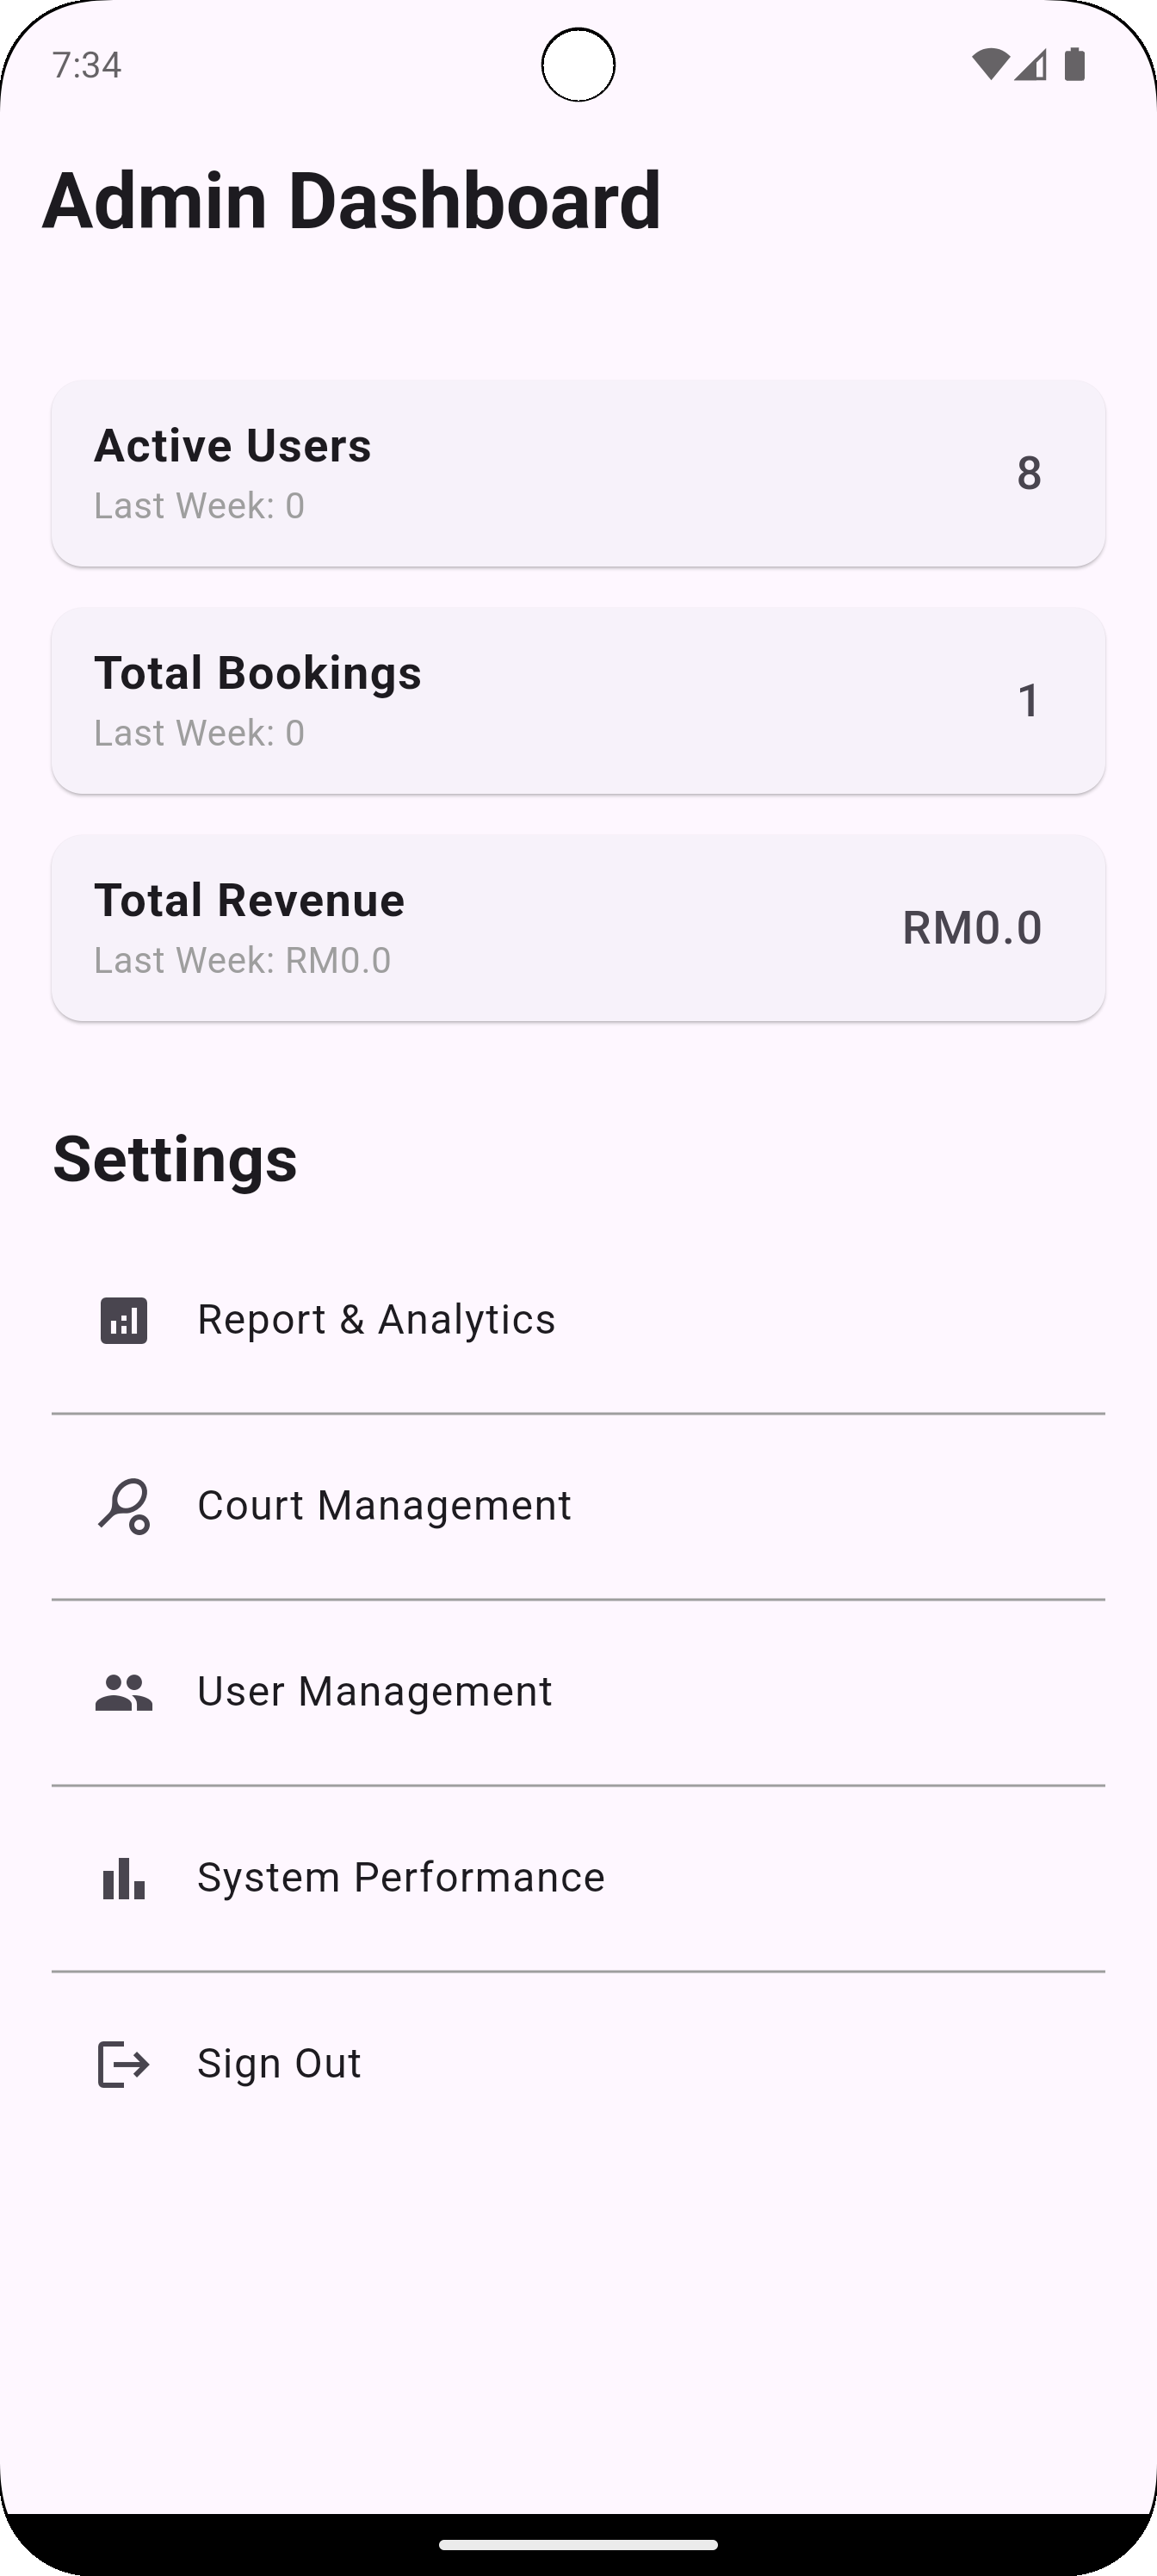 7:34
Admin Dashboard
Active Users
Last Week: 0
8
Total Bookings
Last Week: 0
1
Total Revenue
Last Week: RM0.0
RM0.0
Settings
Report & Analytics
Court Management
User Management
System Performance
Sign Out